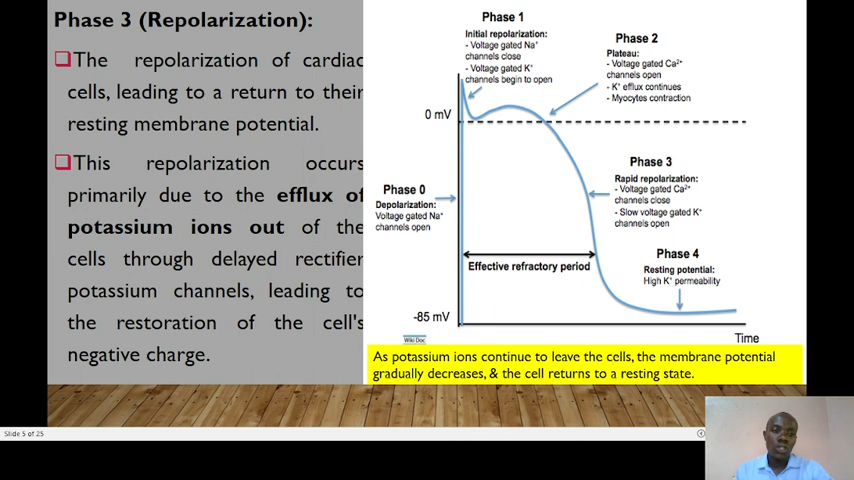 Phase 3 (Repolarization):
The repolarization of cardiac
cells, leading to a return to their
resting membrane potential.
This repolarization occurs
primarily due to the efflux of
potassium ions out of the
cells through delayed rectifier
potassium channels, leading to
the restoration of the cell's
negative charge.
Phase 1
Initial repolarization:
- Voltage gated Na⁺
channels close
- Voltage gated K⁺
channels begin to open
Phase 2
Plateau:
- Voltage gated Ca²⁺
channels open
- K⁺ efflux continues
- Myocytes contraction
0 mV
Phase 3
Rapid repolarization:
- Voltage gated Ca²⁺
channels close
- Slow voltage gated K⁺
channels open
Phase 0
Depolarization:
Voltage gated Na⁺
channels open
Effective refractory period
Phase 4
Resting potential:
High K⁺ permeability
-85 mV
Time
Wiki Doc
As potassium ions continue to leave the cells, the membrane potential
gradually decreases, & the cell returns to a resting state.
Slide 5 of 25